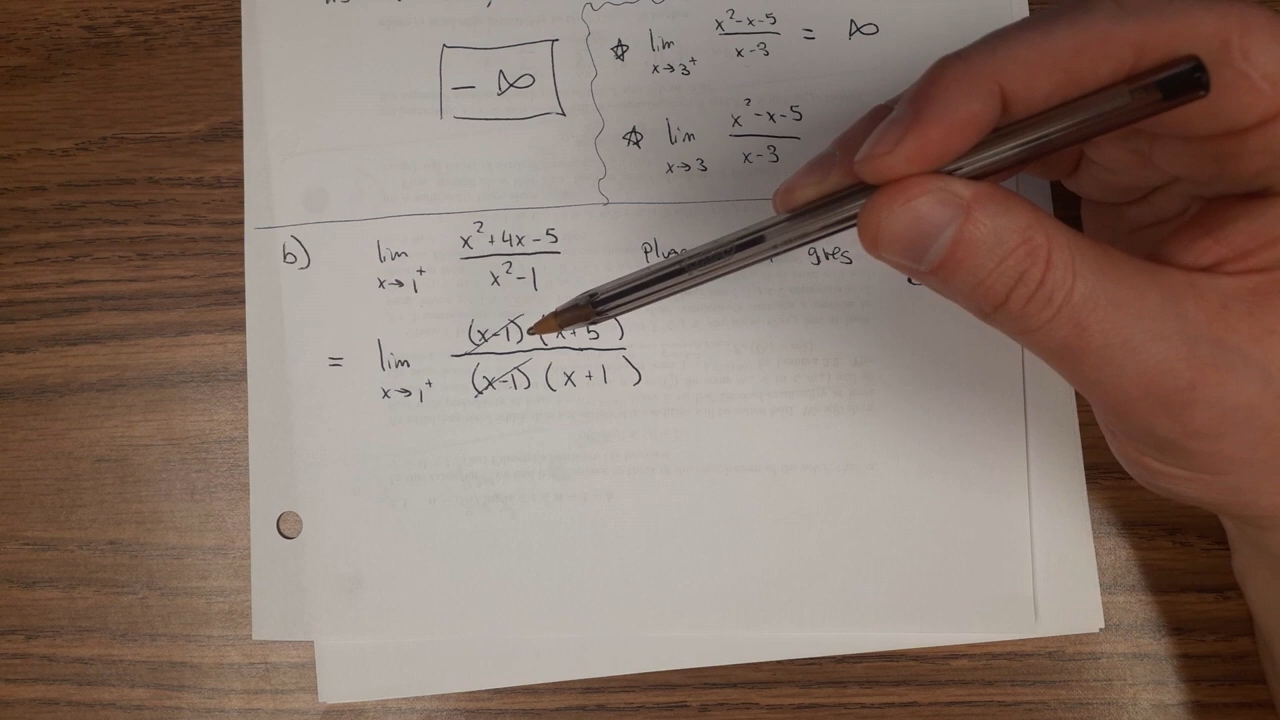 - ∞
☆ lim x→3⁺ (x²-x-5)/(x-3) = ∞
☆ lim x→3 (x²-x-5)/(x-3)
b) lim x→1⁺ (x²+4x-5)/(x²-1)
= lim x→1⁺ (x-1)(x+5)/(x-1)(x+1)